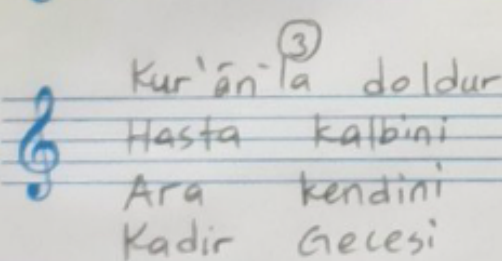 3
Kur'ân-la doldur
Hasta kalbini
Ara kendini
Kadir Gecesi